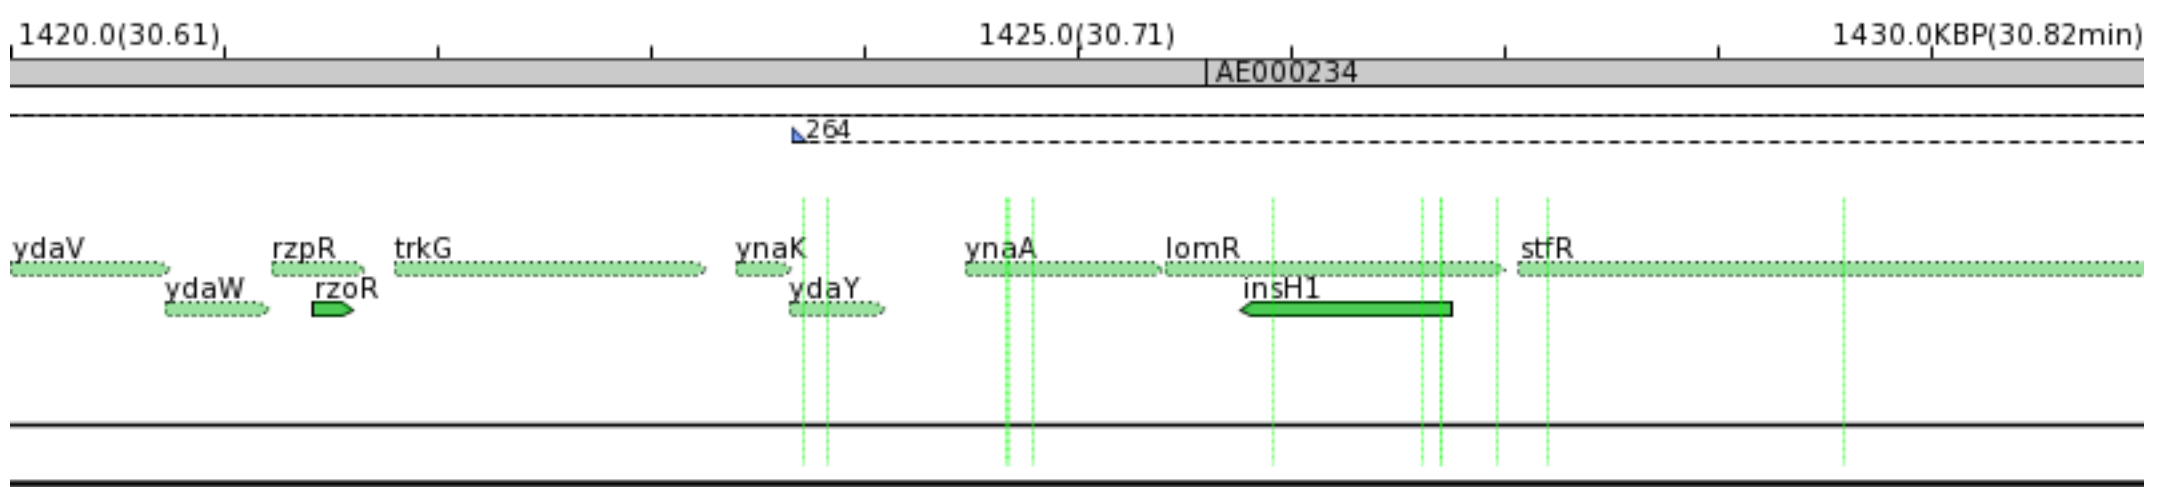 1420.0(30.61) 1425.0(30.71) 1430.0KBP(30.82min)
AE000234
264
ydaV rzpR trkG ynaK ynaA lomR stfR
ydaW rzoR ydaY insH1